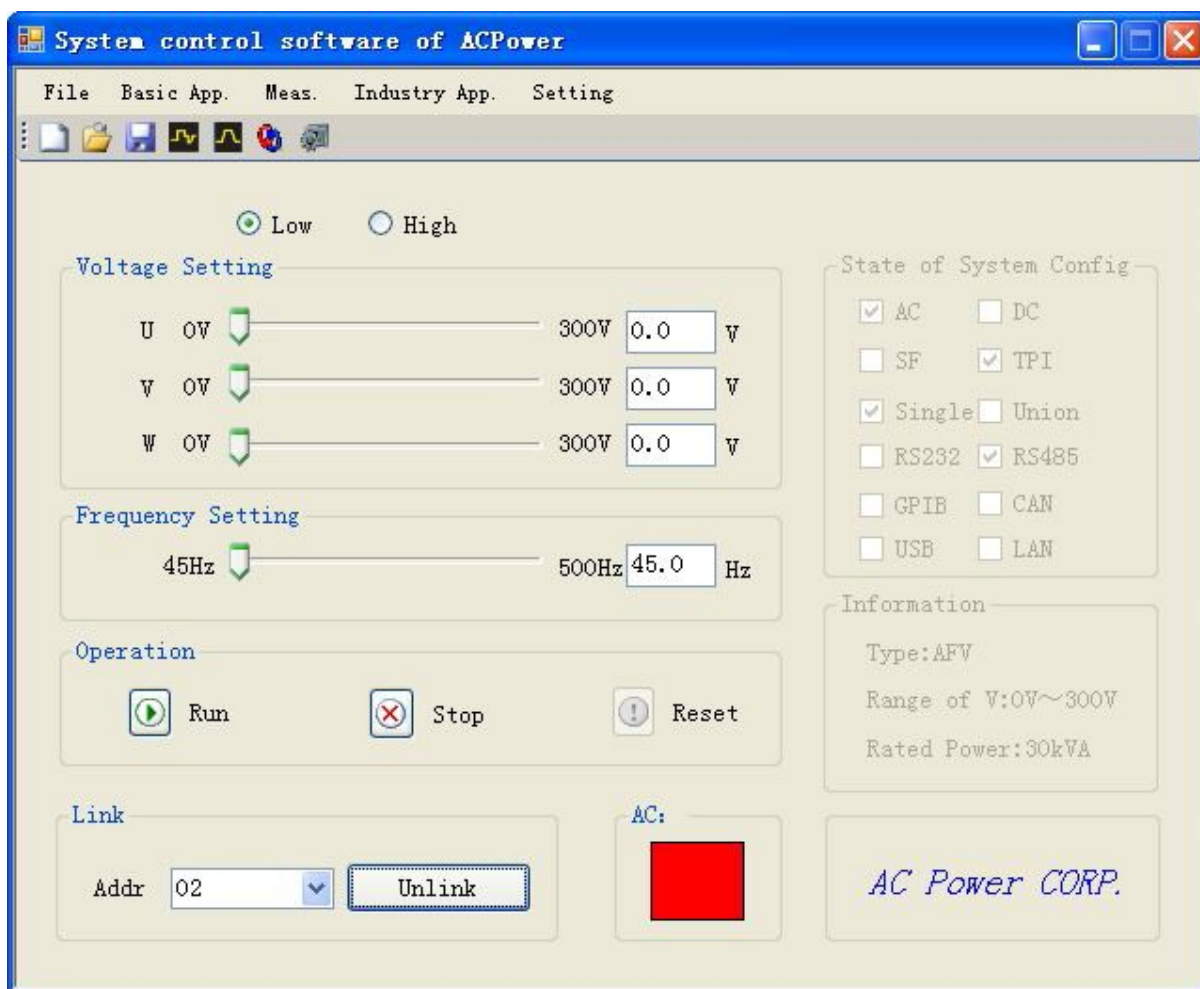 System control software of ACPower
File Basic App. Meas. Industry App. Setting
Low High
Voltage Setting
U 0V 300V 0.0 V
V 0V 300V 0.0 V
W 0V 300V 0.0 V
Frequency Setting
45Hz 500Hz 45.0 Hz
Operation
Run Stop Reset
Link
Addr 02 Unlink
AC:
State of System Config
AC DC
SF TPI
Single Union
RS232 RS485
GPIB CAN
USB LAN
Information
Type:AFV
Range of V:0V～300V
Rated Power:30kVA
AC Power CORP.